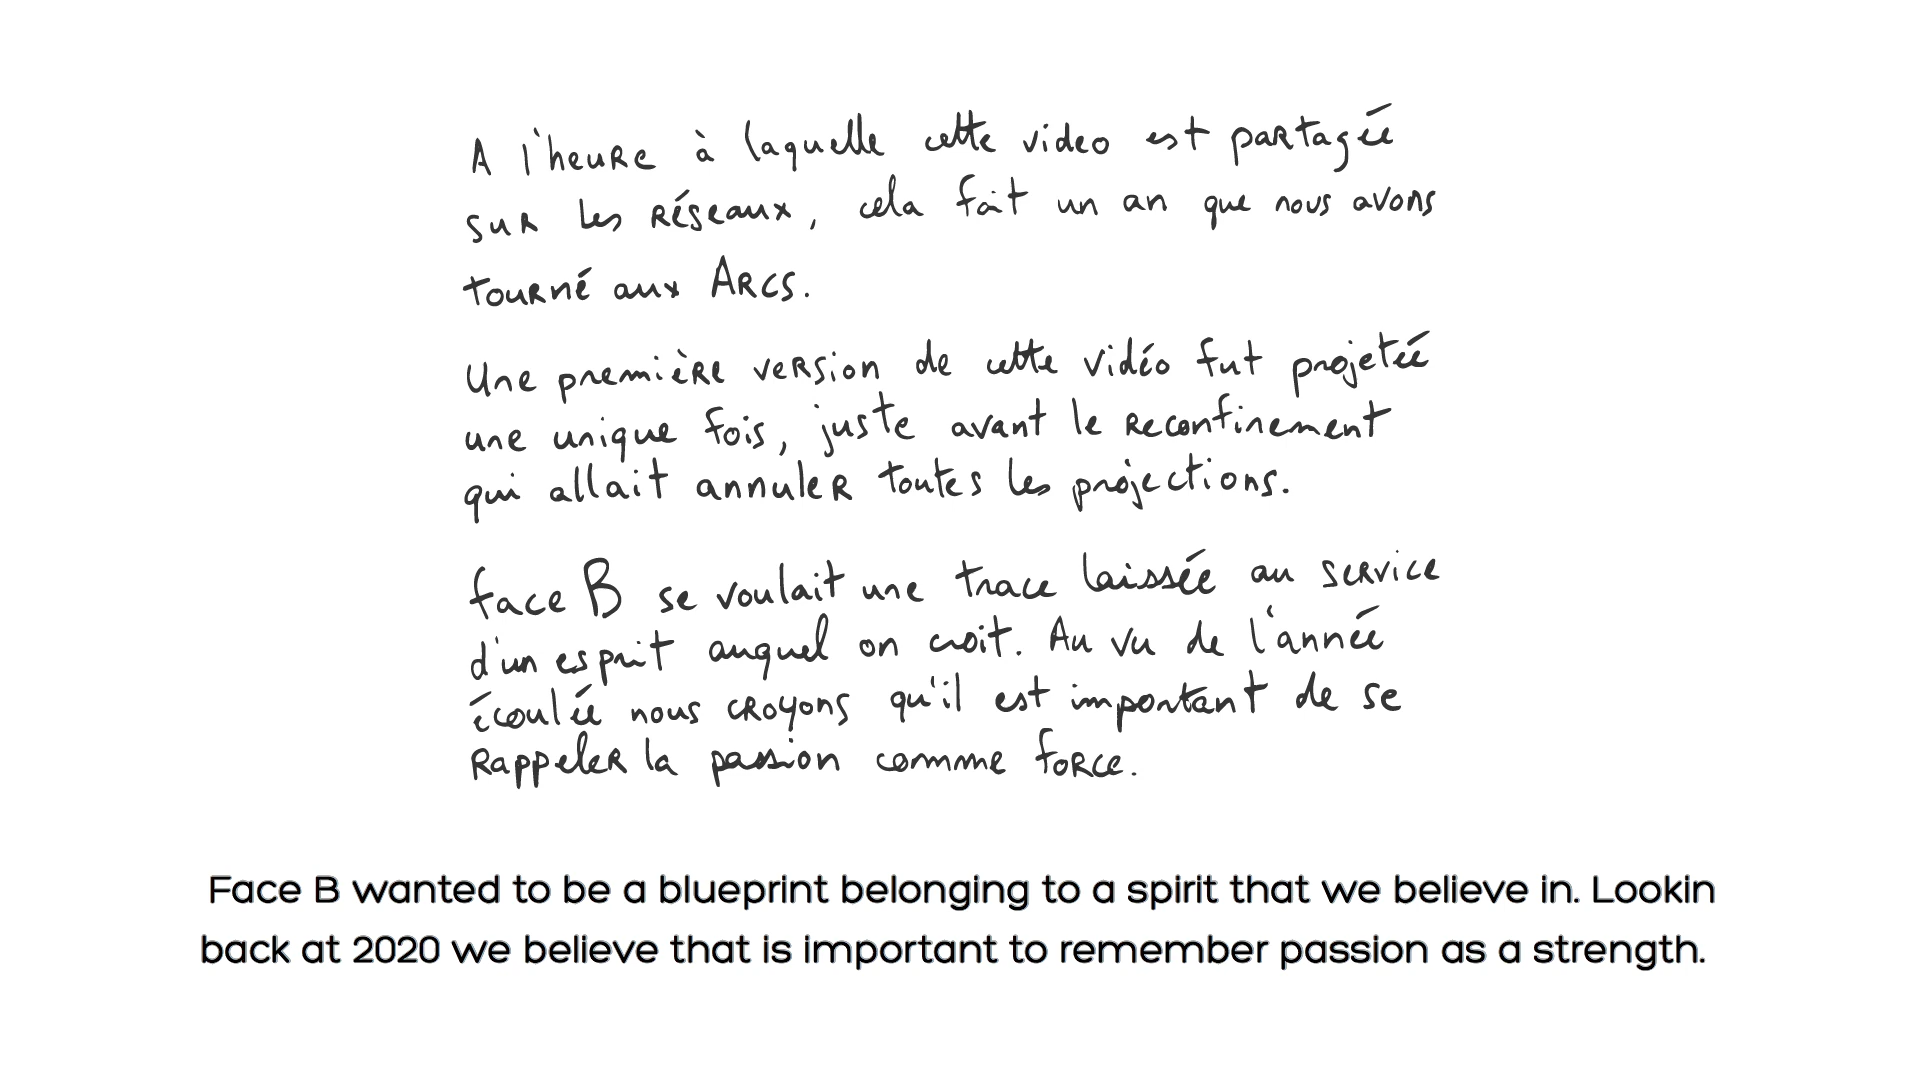 A l'heure à laquelle cette video est partagée
sur les réseaux, cela fait un an que nous avons
tourné aux Arcs.
Une première version de cette vidéo fut projetée
une unique fois, juste avant le reconfinement
qui allait annuler toutes les projections.
face B se voulait une trace laissée au service
d'un esprit auquel on croit. Au vu de l'année
écoulée nous croyons qu'il est important de se
rappeler la passion comme force.
Face B wanted to be a blueprint belonging to a spirit that we believe in. Lookin
back at 2020 we believe that is important to remember passion as a strength.